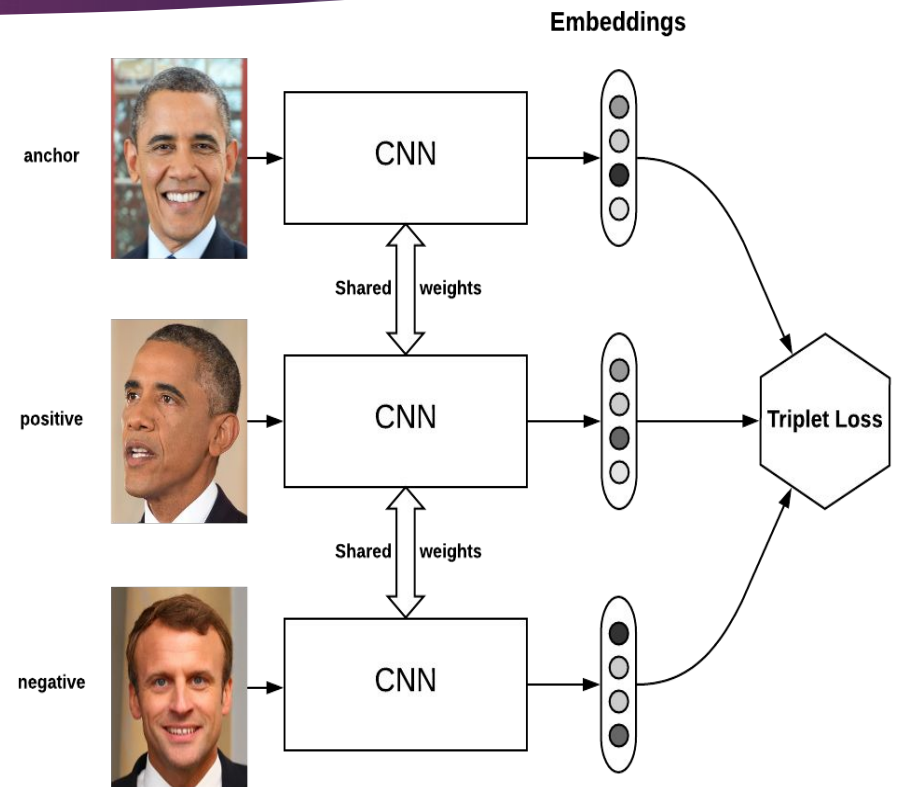 Embeddings
anchor
CNN
Shared weights
positive
CNN
Triplet Loss
Shared weights
negative
CNN